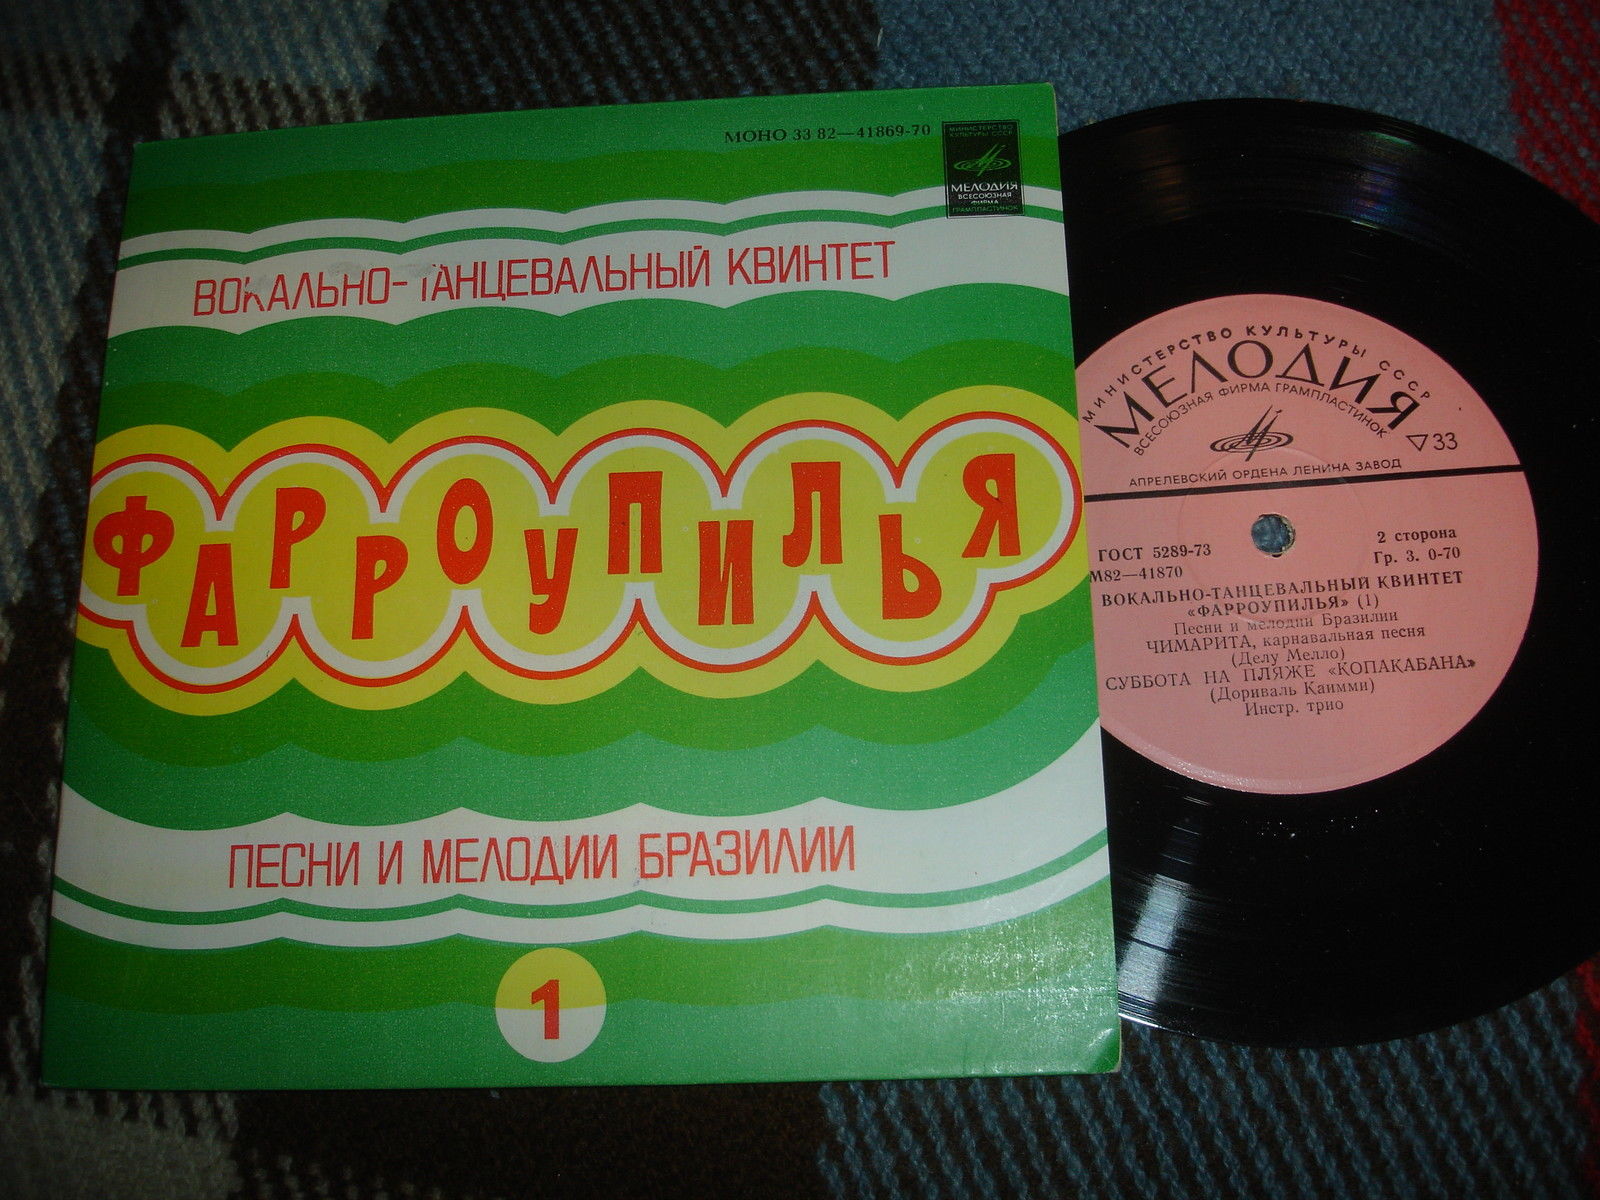 МОНО 33 82—41869-70
МИНИСТЕРСТВО
КУЛЬТУРЫ СССР
МЕЛОДИЯ
ВСЕСОЮЗНАЯ
ФИРМА
ГРАМПЛАСТИНОК
ВОКАЛЬНО-ТАНЦЕВАЛЬНЫЙ КВИНТЕТ
ФАРРОУПИЛЬЯ
ПЕСНИ И МЕЛОДИИ БРАЗИЛИИ
1
МИНИСТЕРСТВО КУЛЬТУРЫ СССР
МЕЛОДИЯ
ВСЕСОЮЗНАЯ ФИРМА ГРАМПЛАСТИНОК
▽33
АПРЕЛЕВСКИЙ ОРДЕНА ЛЕНИНА ЗАВОД
ГОСТ 5289-73
2 сторона
М82—41870
Гр. 3. 0-70
ВОКАЛЬНО-ТАНЦЕВАЛЬНЫЙ КВИНТЕТ
«ФАРРОУПИЛЬЯ» (1)
Песни и мелодии Бразилии
ЧИМАРИТА, карнавальная песня
(Делу Мелло)
СУББОТА НА ПЛЯЖЕ «КОПАКАБАНА»
(Дориваль Каимми)
Инстр. трио